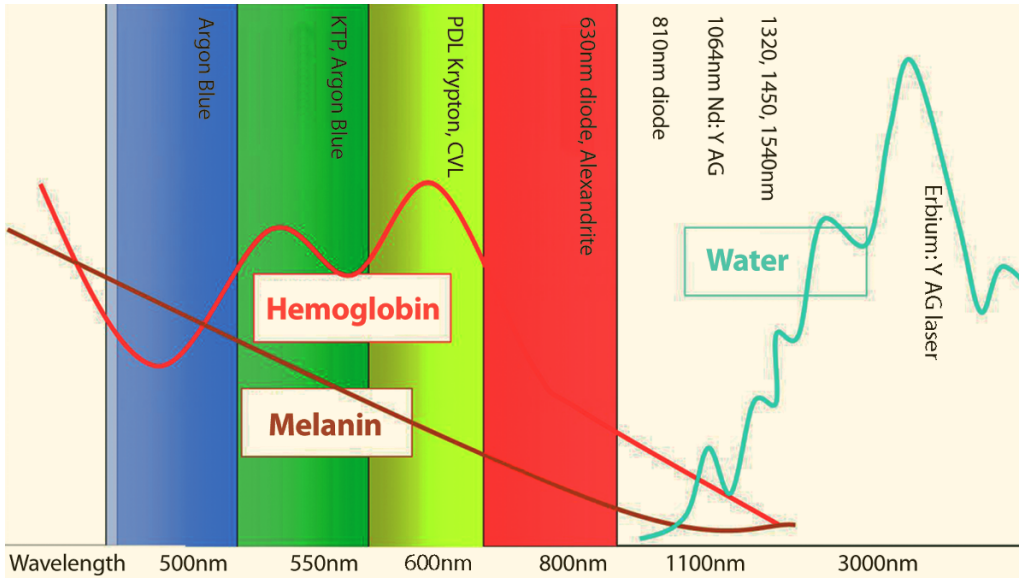 Argon Blue
KTP, Argon Blue
PDL Krypton, CVL
630nm diode, Alexandrite
810nm diode
1064nm Nd:Y AG
1320, 1450, 1540nm
Erbium:Y AG laser
Water
Hemoglobin
Melanin
Wavelength 500nm 550nm 600nm 800nm 1100nm 3000nm